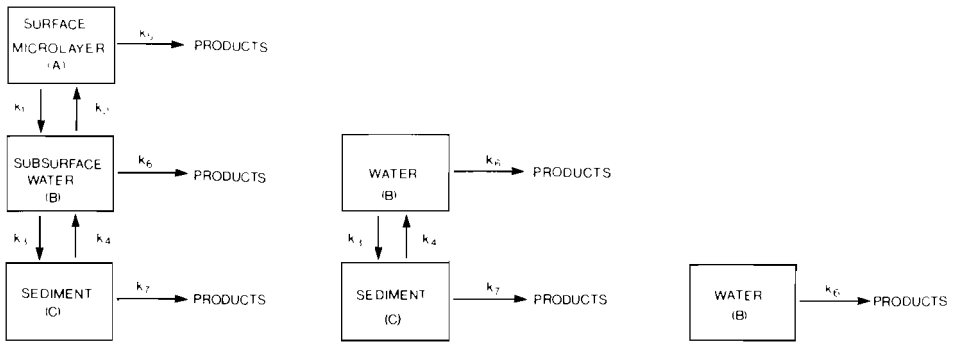 SURFACE
MICROLAYER
(A)
k5
PRODUCTS
k1
SUBSURFACE
WATER
(B)
k6
PRODUCTS
k3
k4
SEDIMENT
(C)
k7
PRODUCTS
WATER
(B)
k6
PRODUCTS
k3
k4
SEDIMENT
(C)
k7
PRODUCTS
WATER
(B)
k6
PRODUCTS